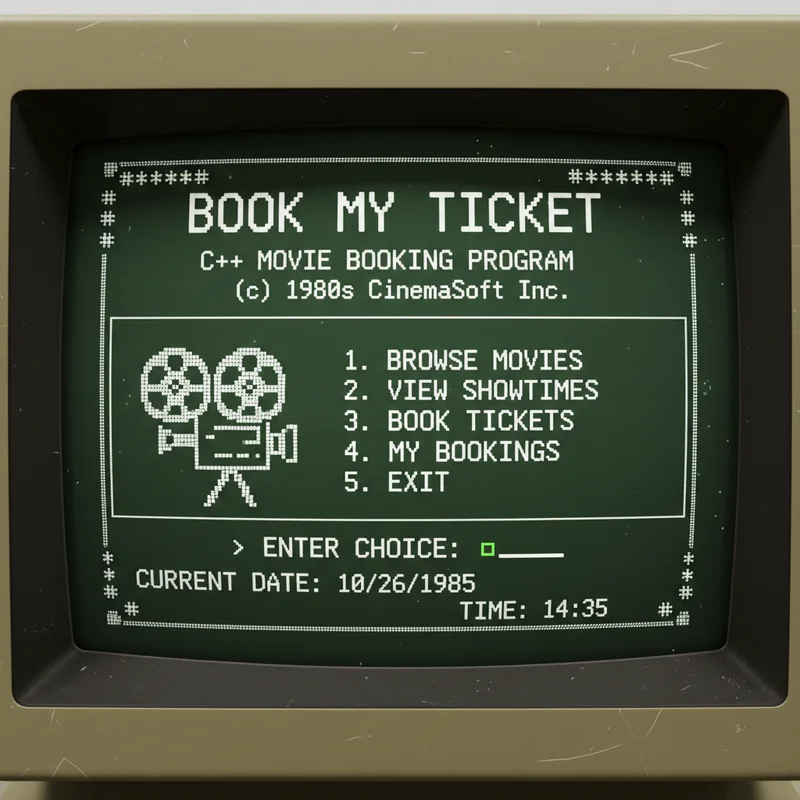 BOOK MY TICKET
C++ MOVIE BOOKING PROGRAM
(c) 1980s CinemaSoft Inc.
1. BROWSE MOVIES
2. VIEW SHOWTIMES
3. BOOK TICKETS
4. MY BOOKINGS
5. EXIT
> ENTER CHOICE:
CURRENT DATE: 10/26/1985
TIME: 14:35